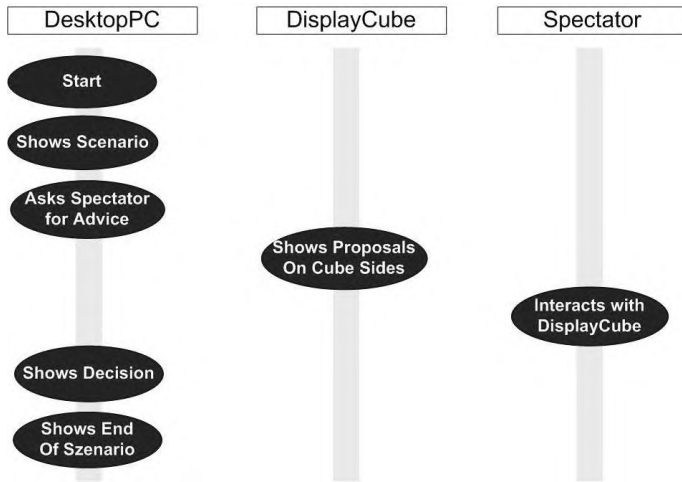 DesktopPC
DisplayCube
Spectator
Start
Shows Scenario
Asks Spectator
for Advice
Shows Proposals
On Cube Sides
Interacts with
DisplayCube
Shows Decision
Shows End
Of Szenario